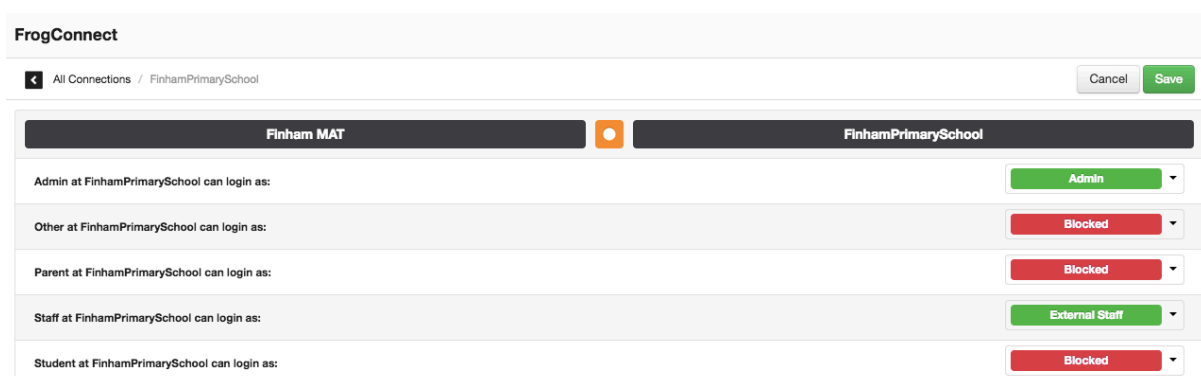 FrogConnect
All Connections / FinhamPrimarySchool
Cancel
Save
Finham MAT
FinhamPrimarySchool
Admin at FinhamPrimarySchool can login as:
Admin
Other at FinhamPrimarySchool can login as:
Blocked
Parent at FinhamPrimarySchool can login as:
Blocked
Staff at FinhamPrimarySchool can login as:
External Staff
Student at FinhamPrimarySchool can login as:
Blocked